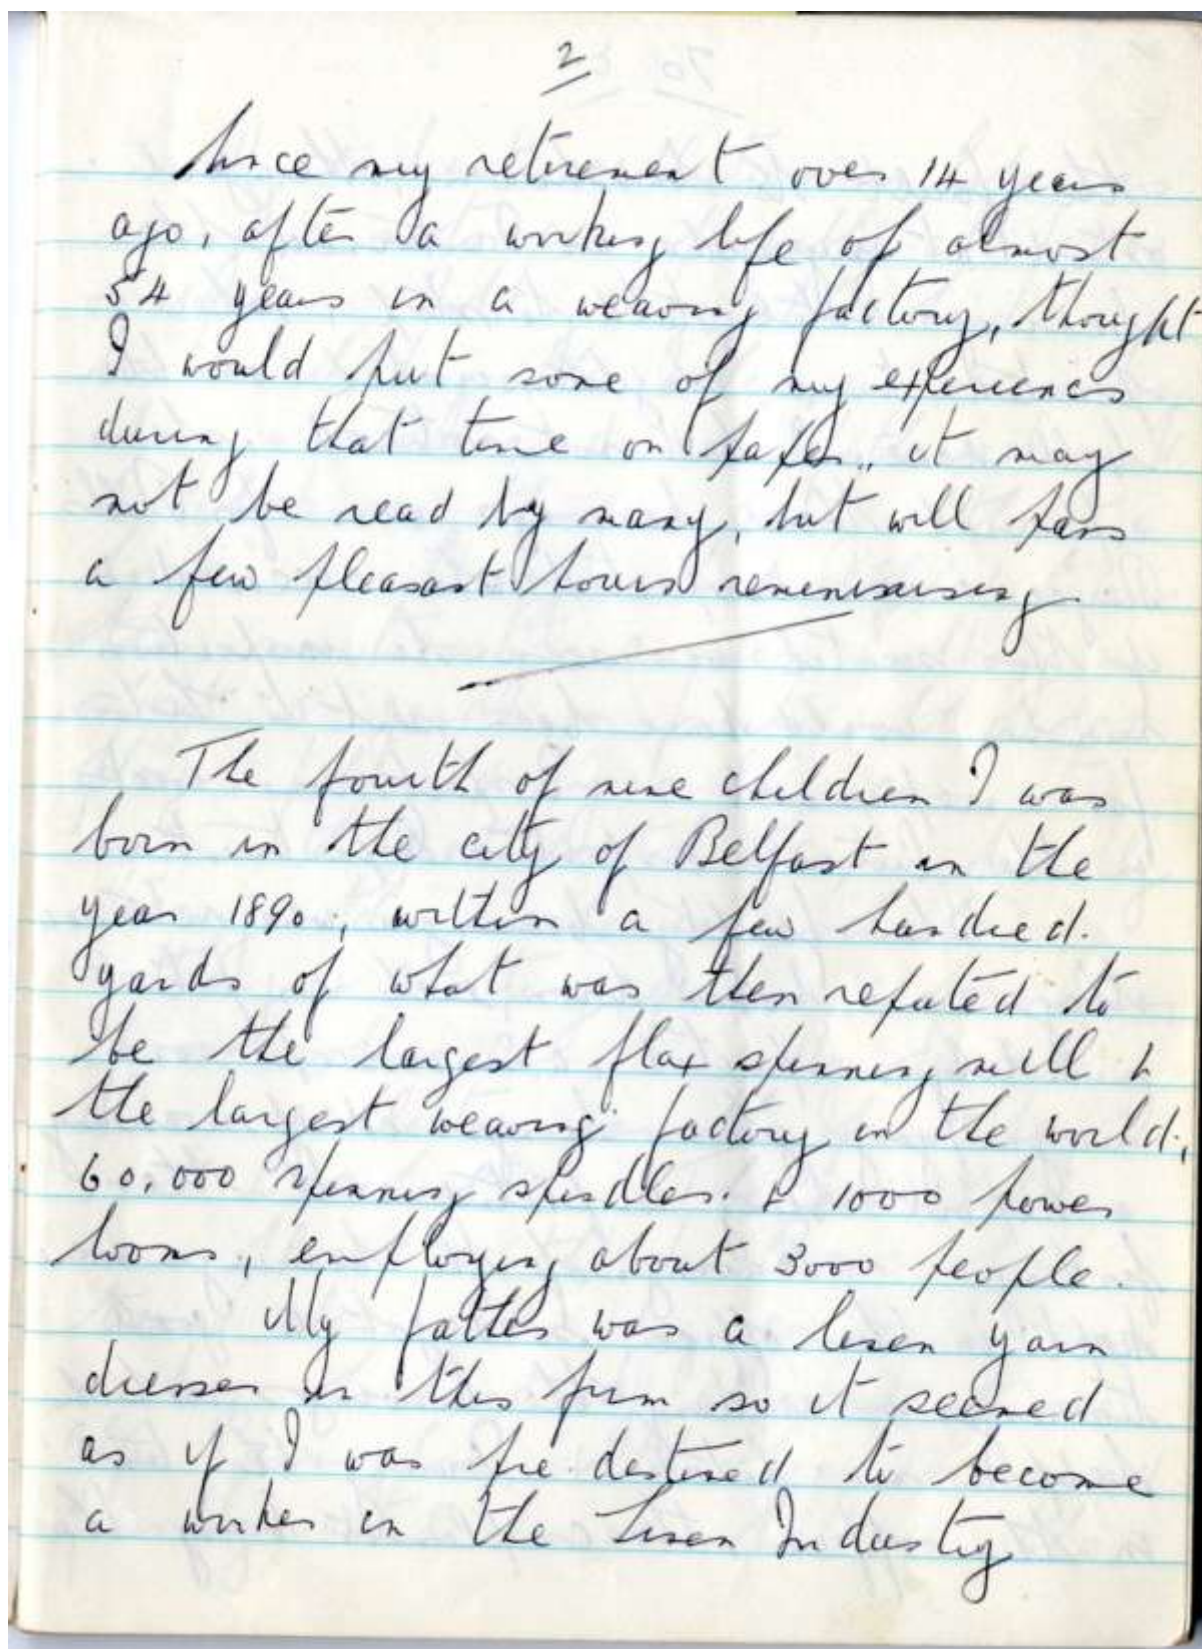 2
Since my retirement over 14 years
ago, after a working life of almost
54 years in a weaving factory, thought
I would put some of my experiences
during that time on paper, it may
not be read by many, but will pass
a few pleasant hours reminiscing.
The fourth of nine children I was
born in the city of Belfast in the
year 1890, within a few hundred
yards of what was then reputed to
be the largest flax spinning mill &
the largest weaving factory in the world,
60,000 spinning spindles & 1000 power
looms, employing about 3000 people.
My father was a linen yarn
dresser in this firm so it seemed
as if I was pre destined to become
a worker in the Linen Industry